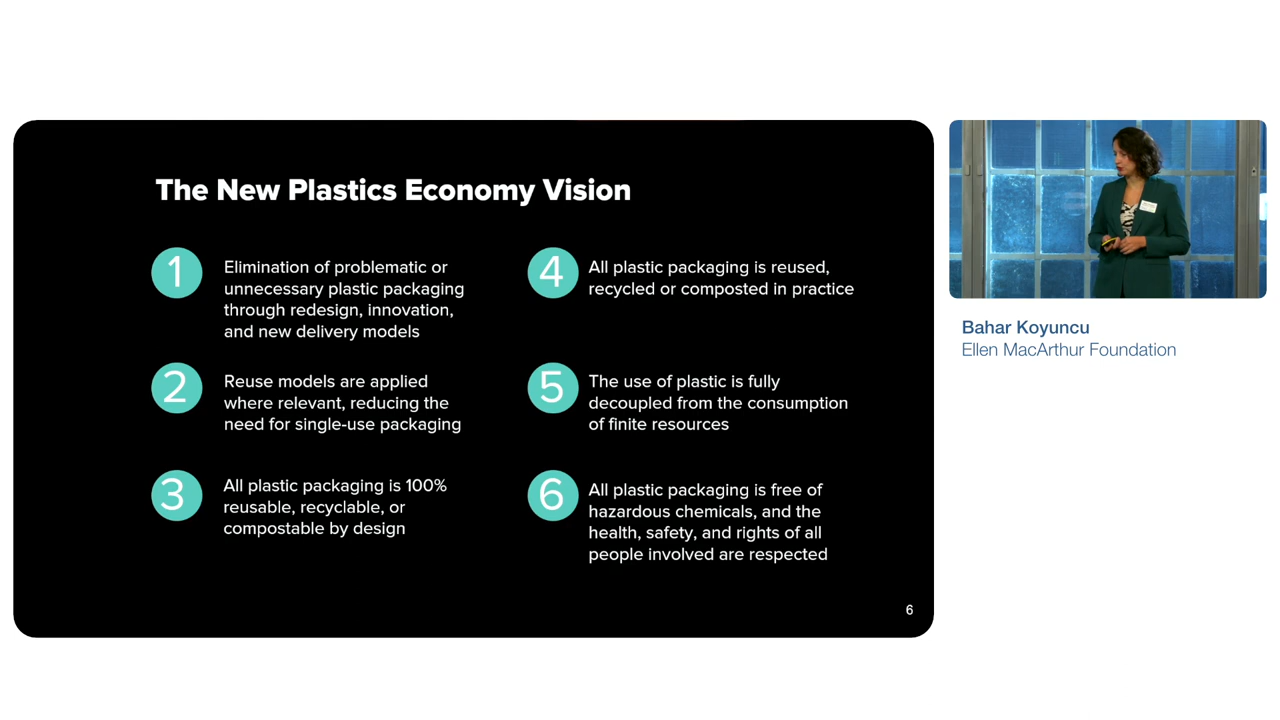 The New Plastics Economy Vision
1
Elimination of problematic or
unnecessary plastic packaging
through redesign, innovation,
and new delivery models
2
Reuse models are applied
where relevant, reducing the
need for single-use packaging
3
All plastic packaging is 100%
reusable, recyclable, or
compostable by design
4
All plastic packaging is reused,
recycled or composted in practice
5
The use of plastic is fully
decoupled from the consumption
of finite resources
6
All plastic packaging is free of
hazardous chemicals, and the
health, safety, and rights of all
people involved are respected
6
Bahar Koyuncu
Ellen MacArthur Foundation